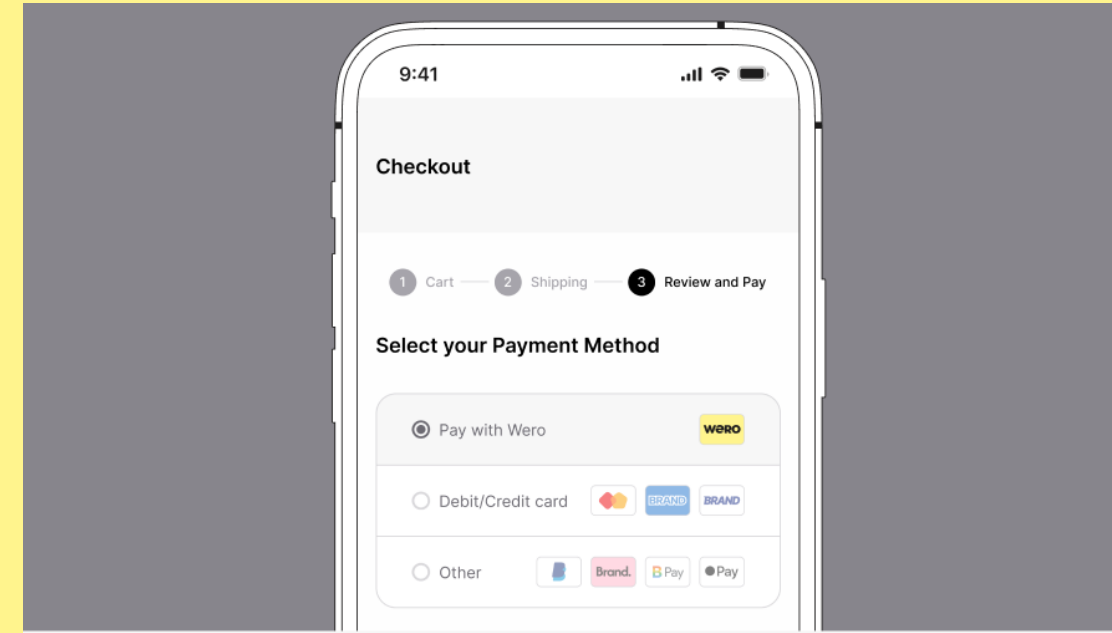 9:41
Checkout
1 Cart 2 Shipping 3 Review and Pay
Select your Payment Method
Pay with Wero wero
Debit/Credit card BRAND BRAND
Other Brand. B Pay Pay